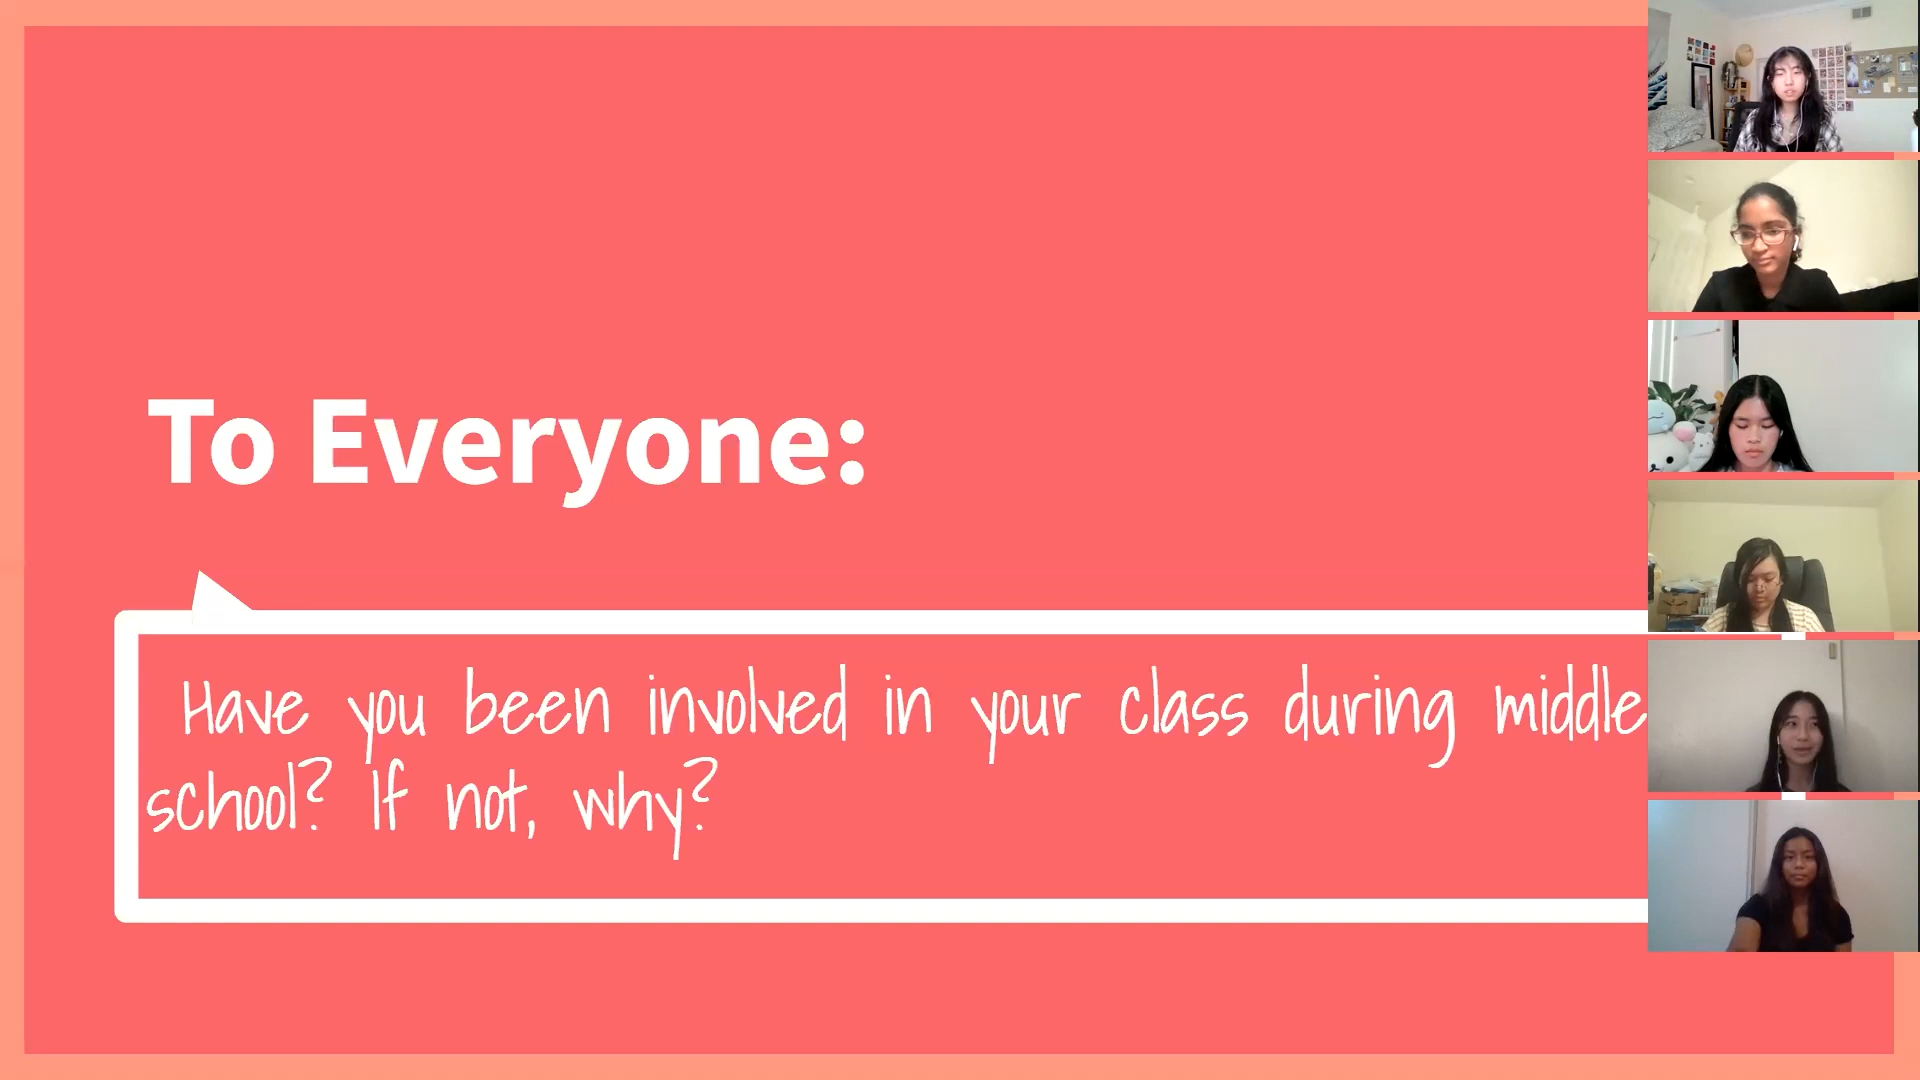 To Everyone:
Have you been involved in your class during middle
school? If not, why?